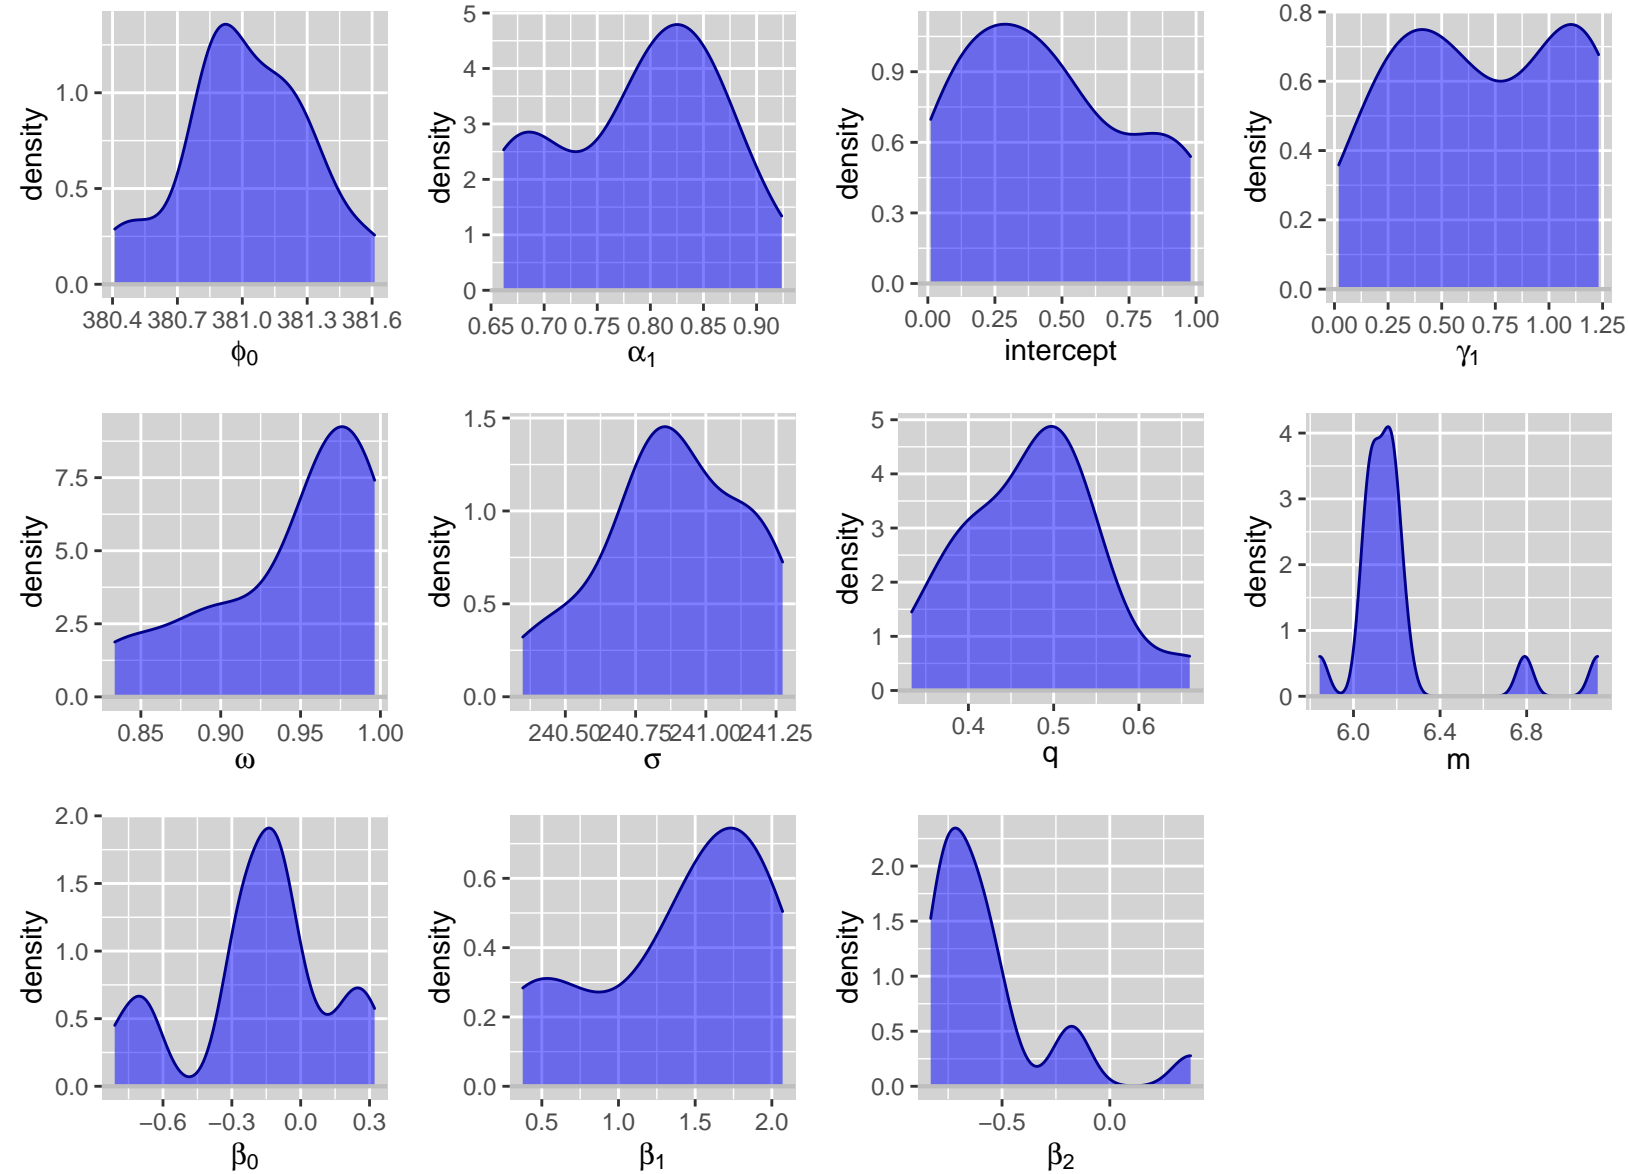 density
1.0
0.5
0.0
380.4 380.7 381.0 381.3 381.6
ϕ0
density
5
4
3
2
1
0
0.65 0.70 0.75 0.80 0.85 0.90
α1
density
0.9
0.6
0.3
0.0
0.00 0.25 0.50 0.75 1.00
intercept
density
0.8
0.6
0.4
0.2
0.0
0.00 0.25 0.50 0.75 1.00 1.25
γ1
density
7.5
5.0
2.5
0.0
0.85 0.90 0.95 1.00
ω
density
1.5
1.0
0.5
0.0
240.50 240.75 241.00 241.25
σ
density
5
4
3
2
1
0
0.4 0.5 0.6
q
density
4
3
2
1
0
6.0 6.4 6.8
m
density
2.0
1.5
1.0
0.5
0.0
−0.6 −0.3 0.0 0.3
β0
density
0.6
0.4
0.2
0.0
0.5 1.0 1.5 2.0
β1
density
2.0
1.5
1.0
0.5
0.0
−0.5 0.0
β2